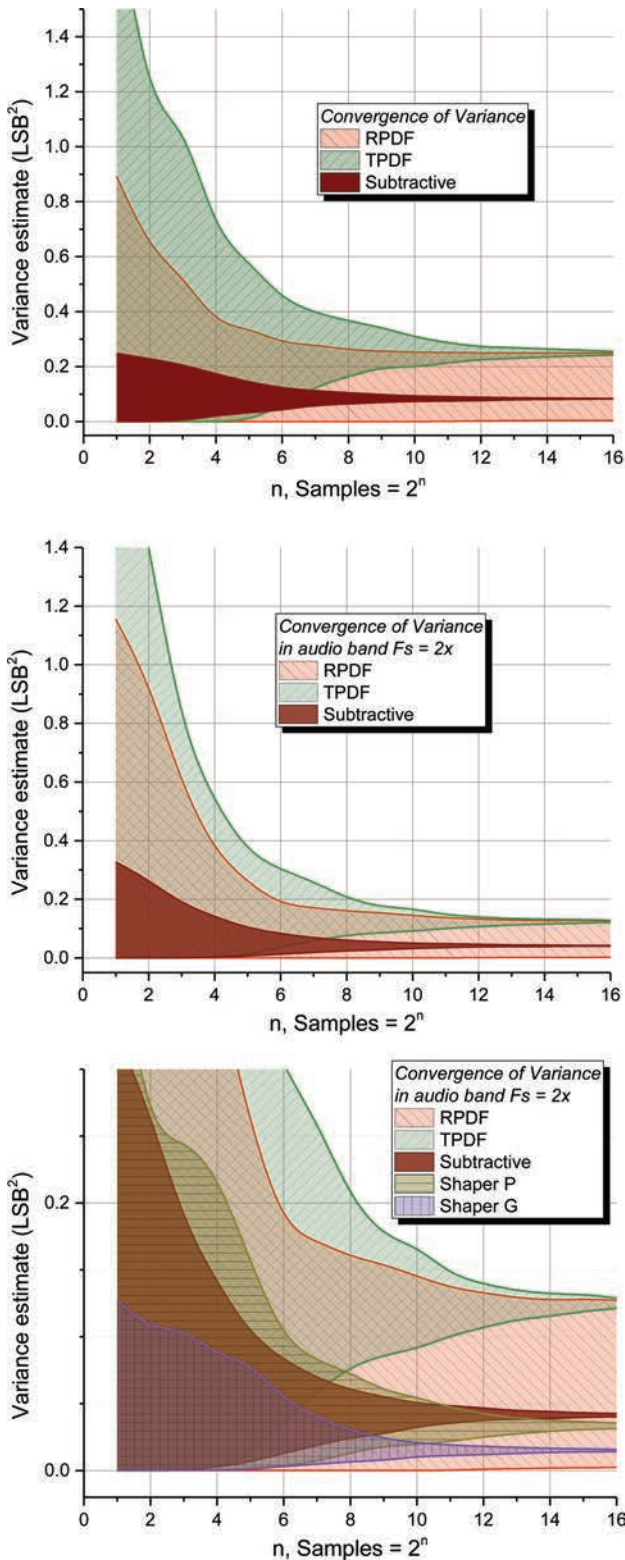 1.4
1.2
1.0
0.8
0.6
0.4
0.2
0.0
Variance estimate (LSB²)
Convergence of Variance
RPDF
TPDF
Subtractive
0 2 4 6 8 10 12 14 16
n, Samples = 2ⁿ
1.4
1.2
1.0
0.8
0.6
0.4
0.2
0.0
Variance estimate (LSB²)
Convergence of Variance
in audio band Fs = 2x
RPDF
TPDF
Subtractive
0 2 4 6 8 10 12 14 16
n, Samples = 2ⁿ
0.2
0.0
Variance estimate (LSB²)
Convergence of Variance
in audio band Fs = 2x
RPDF
TPDF
Subtractive
Shaper P
Shaper G
0 2 4 6 8 10 12 14 16
n, Samples = 2ⁿ